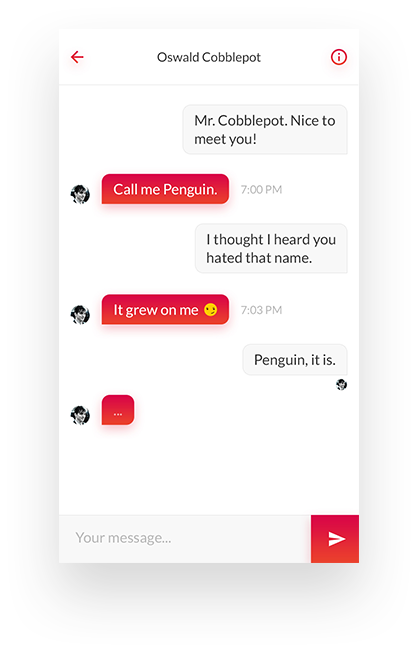 Oswald Cobblepot
Mr. Cobblepot. Nice to
meet you!
Call me Penguin.
7:00 PM
I thought I heard you
hated that name.
It grew on me 😏
7:03 PM
Penguin, it is.
...
Your message...